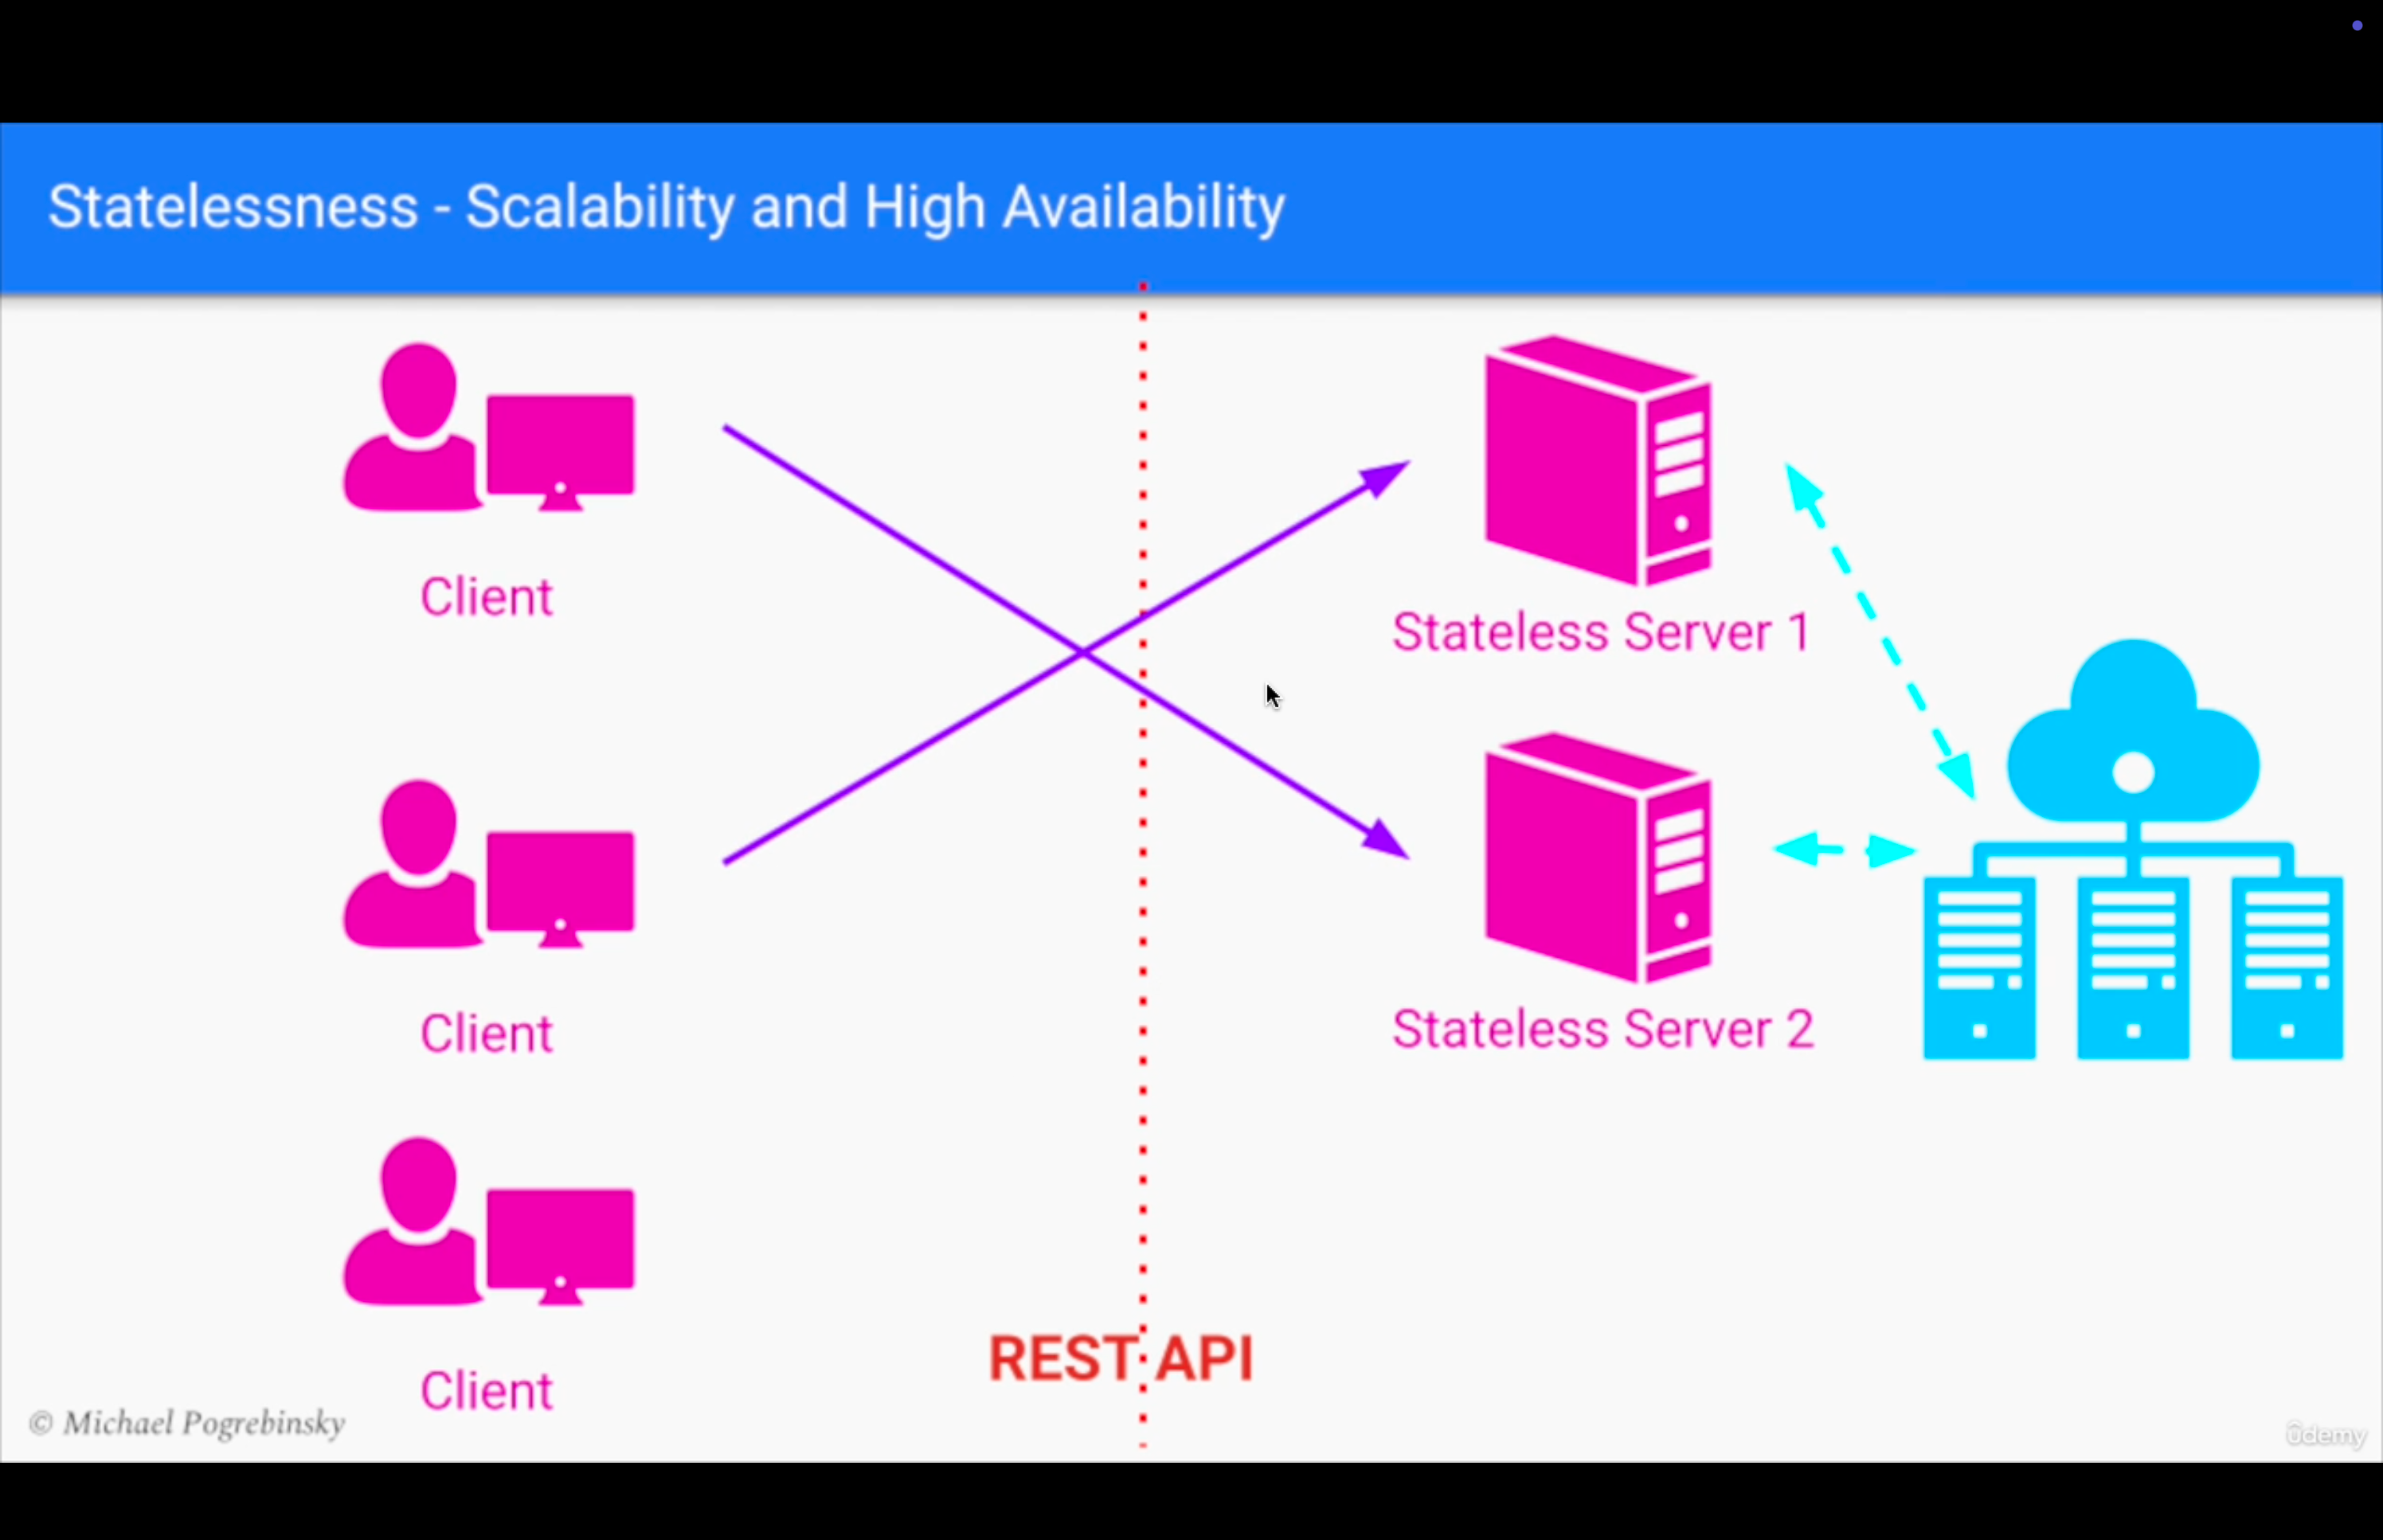 Statelessness - Scalability and High Availability
Client
Stateless Server 1
Client
Stateless Server 2
REST API
Client
© Michael Pogrebinsky
ûdemy